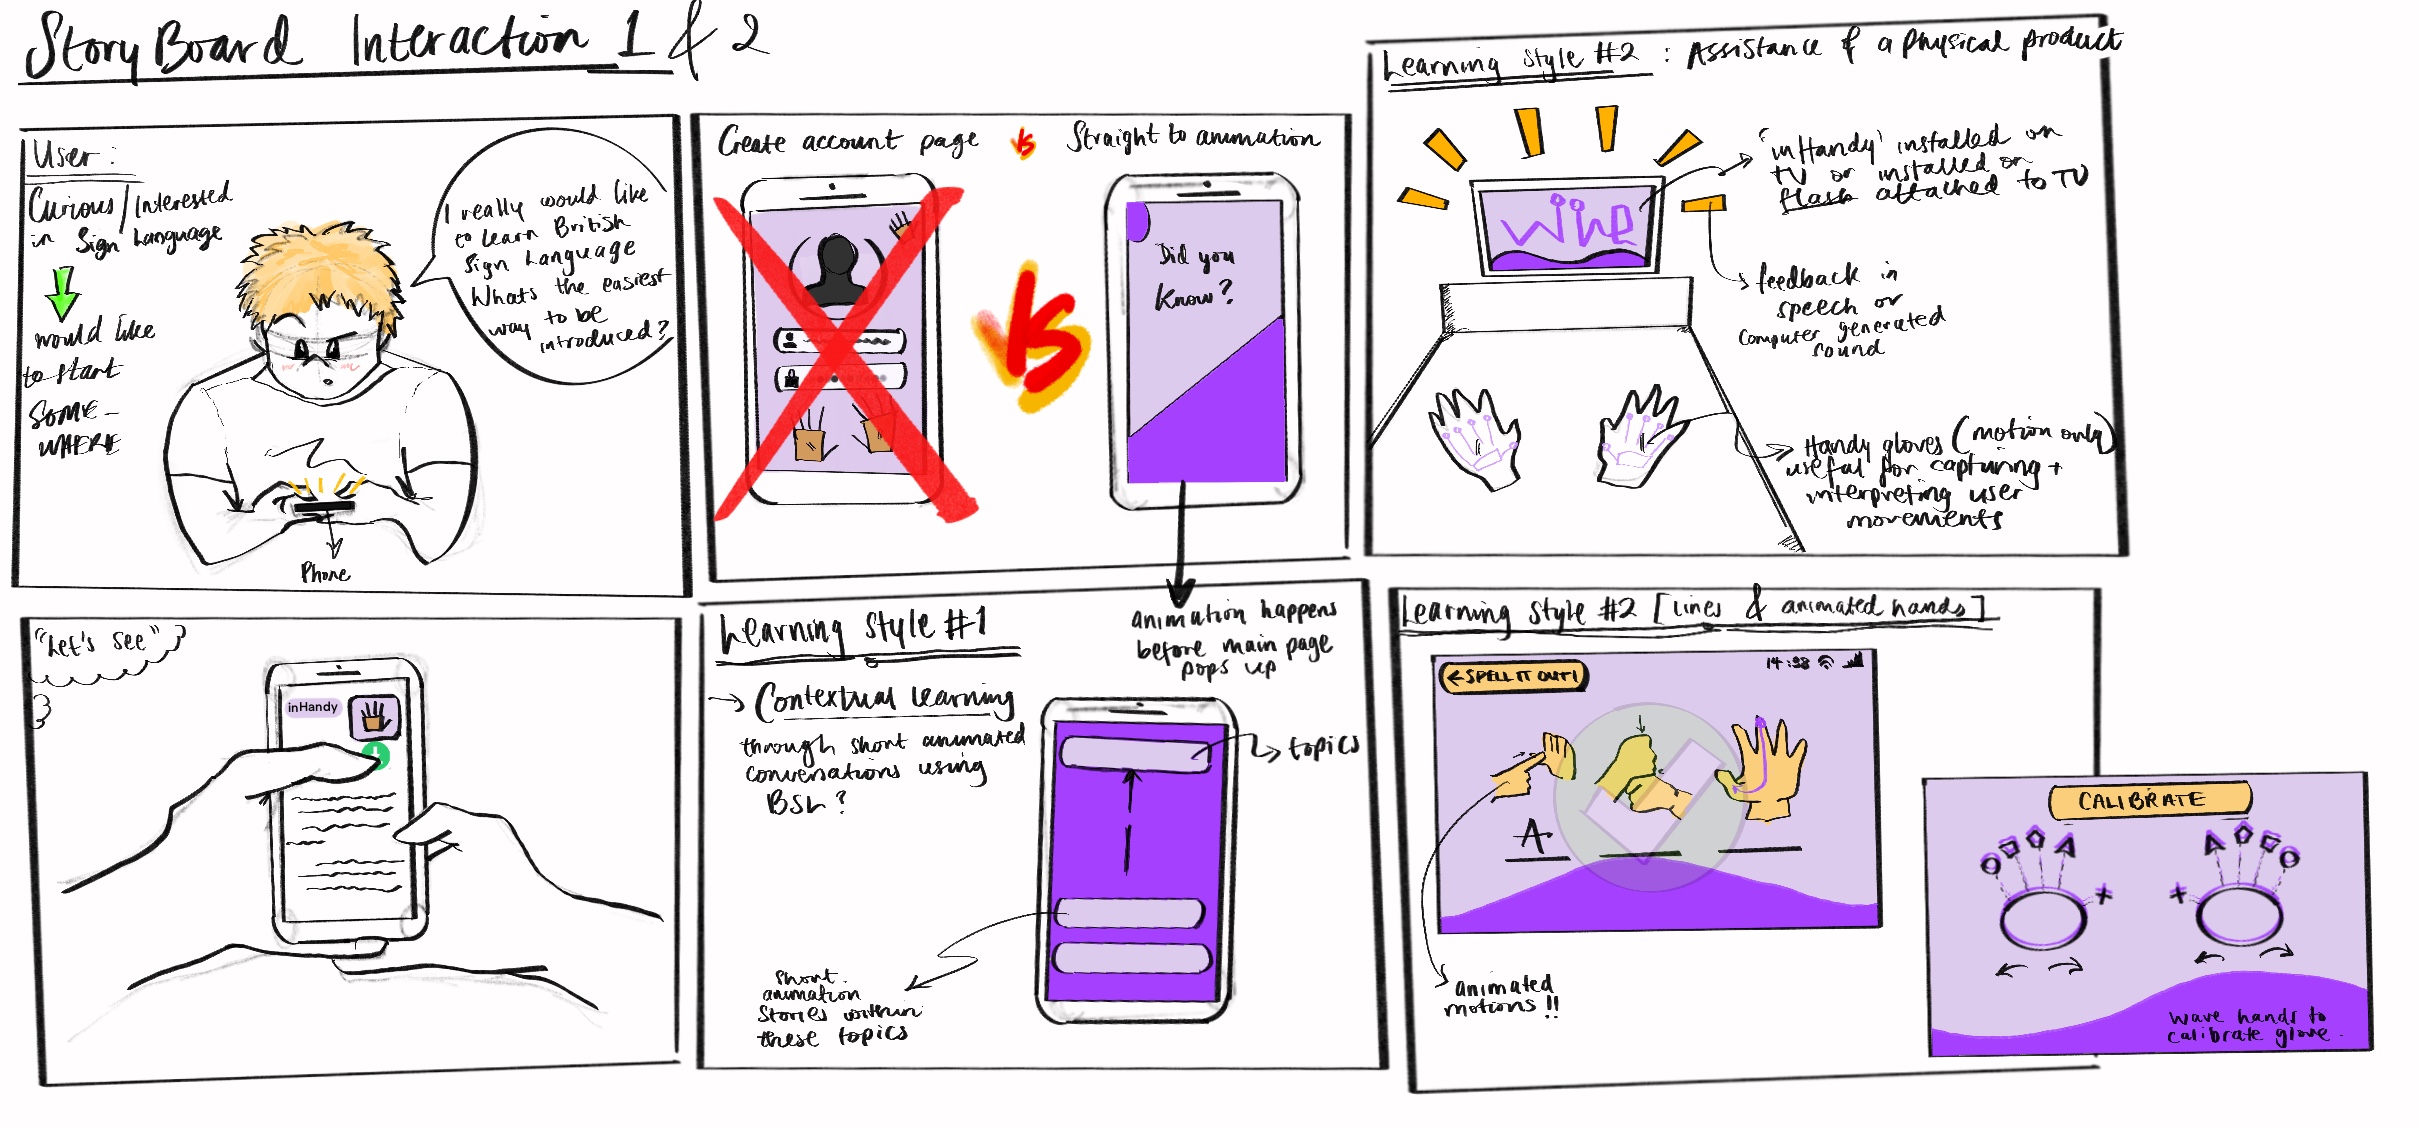 StoryBoard Interaction 1 & 2
User:
Curious/Interested
in Sign Language
would like
to start
SOME-
WHERE
I really would like
to learn British
Sign Language
Whats the easiest
way to be
introduced?
Phone
Create account page
VS
Straight to animation
VS
Did you
Know?
Learning Style #2 : Assistance of a physical product
"inHandy' installed on
TV or installed on
flash attached to TV
feedback in
speech or
computer generated
sound
Handy gloves (motion only)
useful for capturing +
interpreting user
movements
"Let's see"
inHandy
Learning Style #1
→ Contextual learning
through short animated
conversations using
BSL?
animation happens
before main page
pops up
topics
short
animation
stories within
these topics
Learning Style #2 [lines & animated hands]
← SPELL IT OUT!
14:38
A
animated
motions!!
CALIBRATE
wave hands to
calibrate glove.